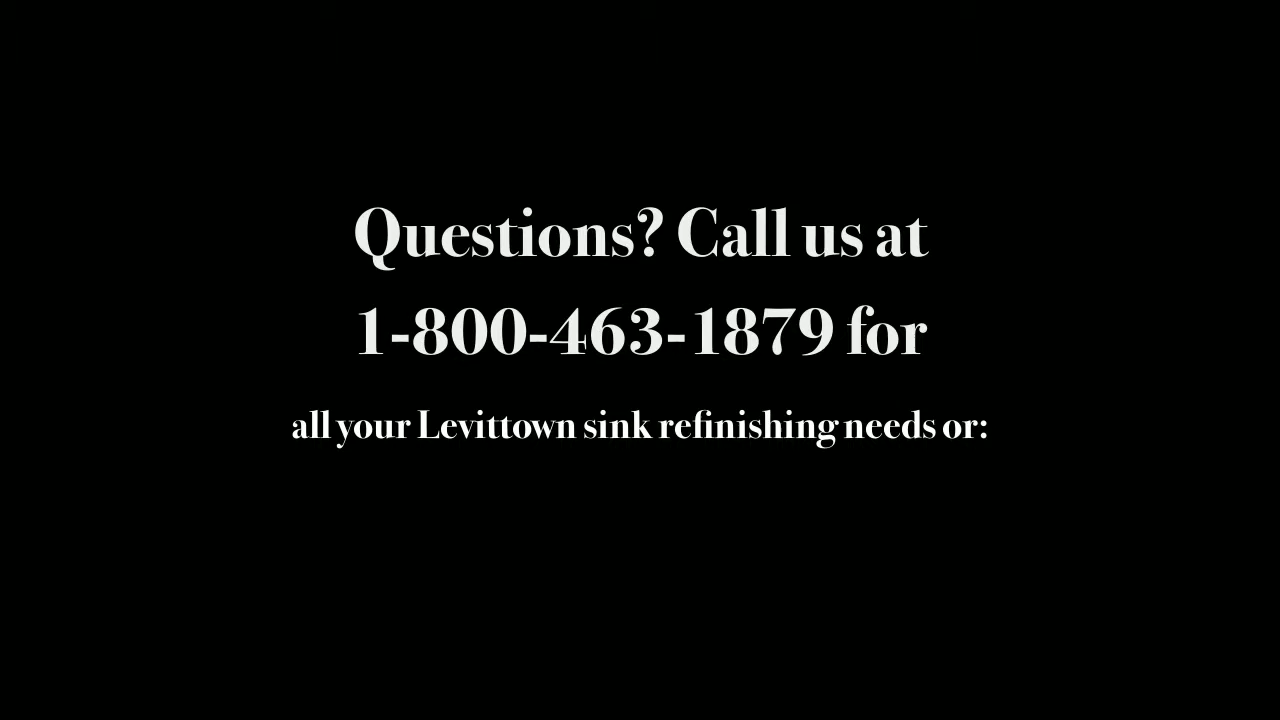 Questions? Call us at
1-800-463-1879 for
all your Levittown sink refinishing needs or: